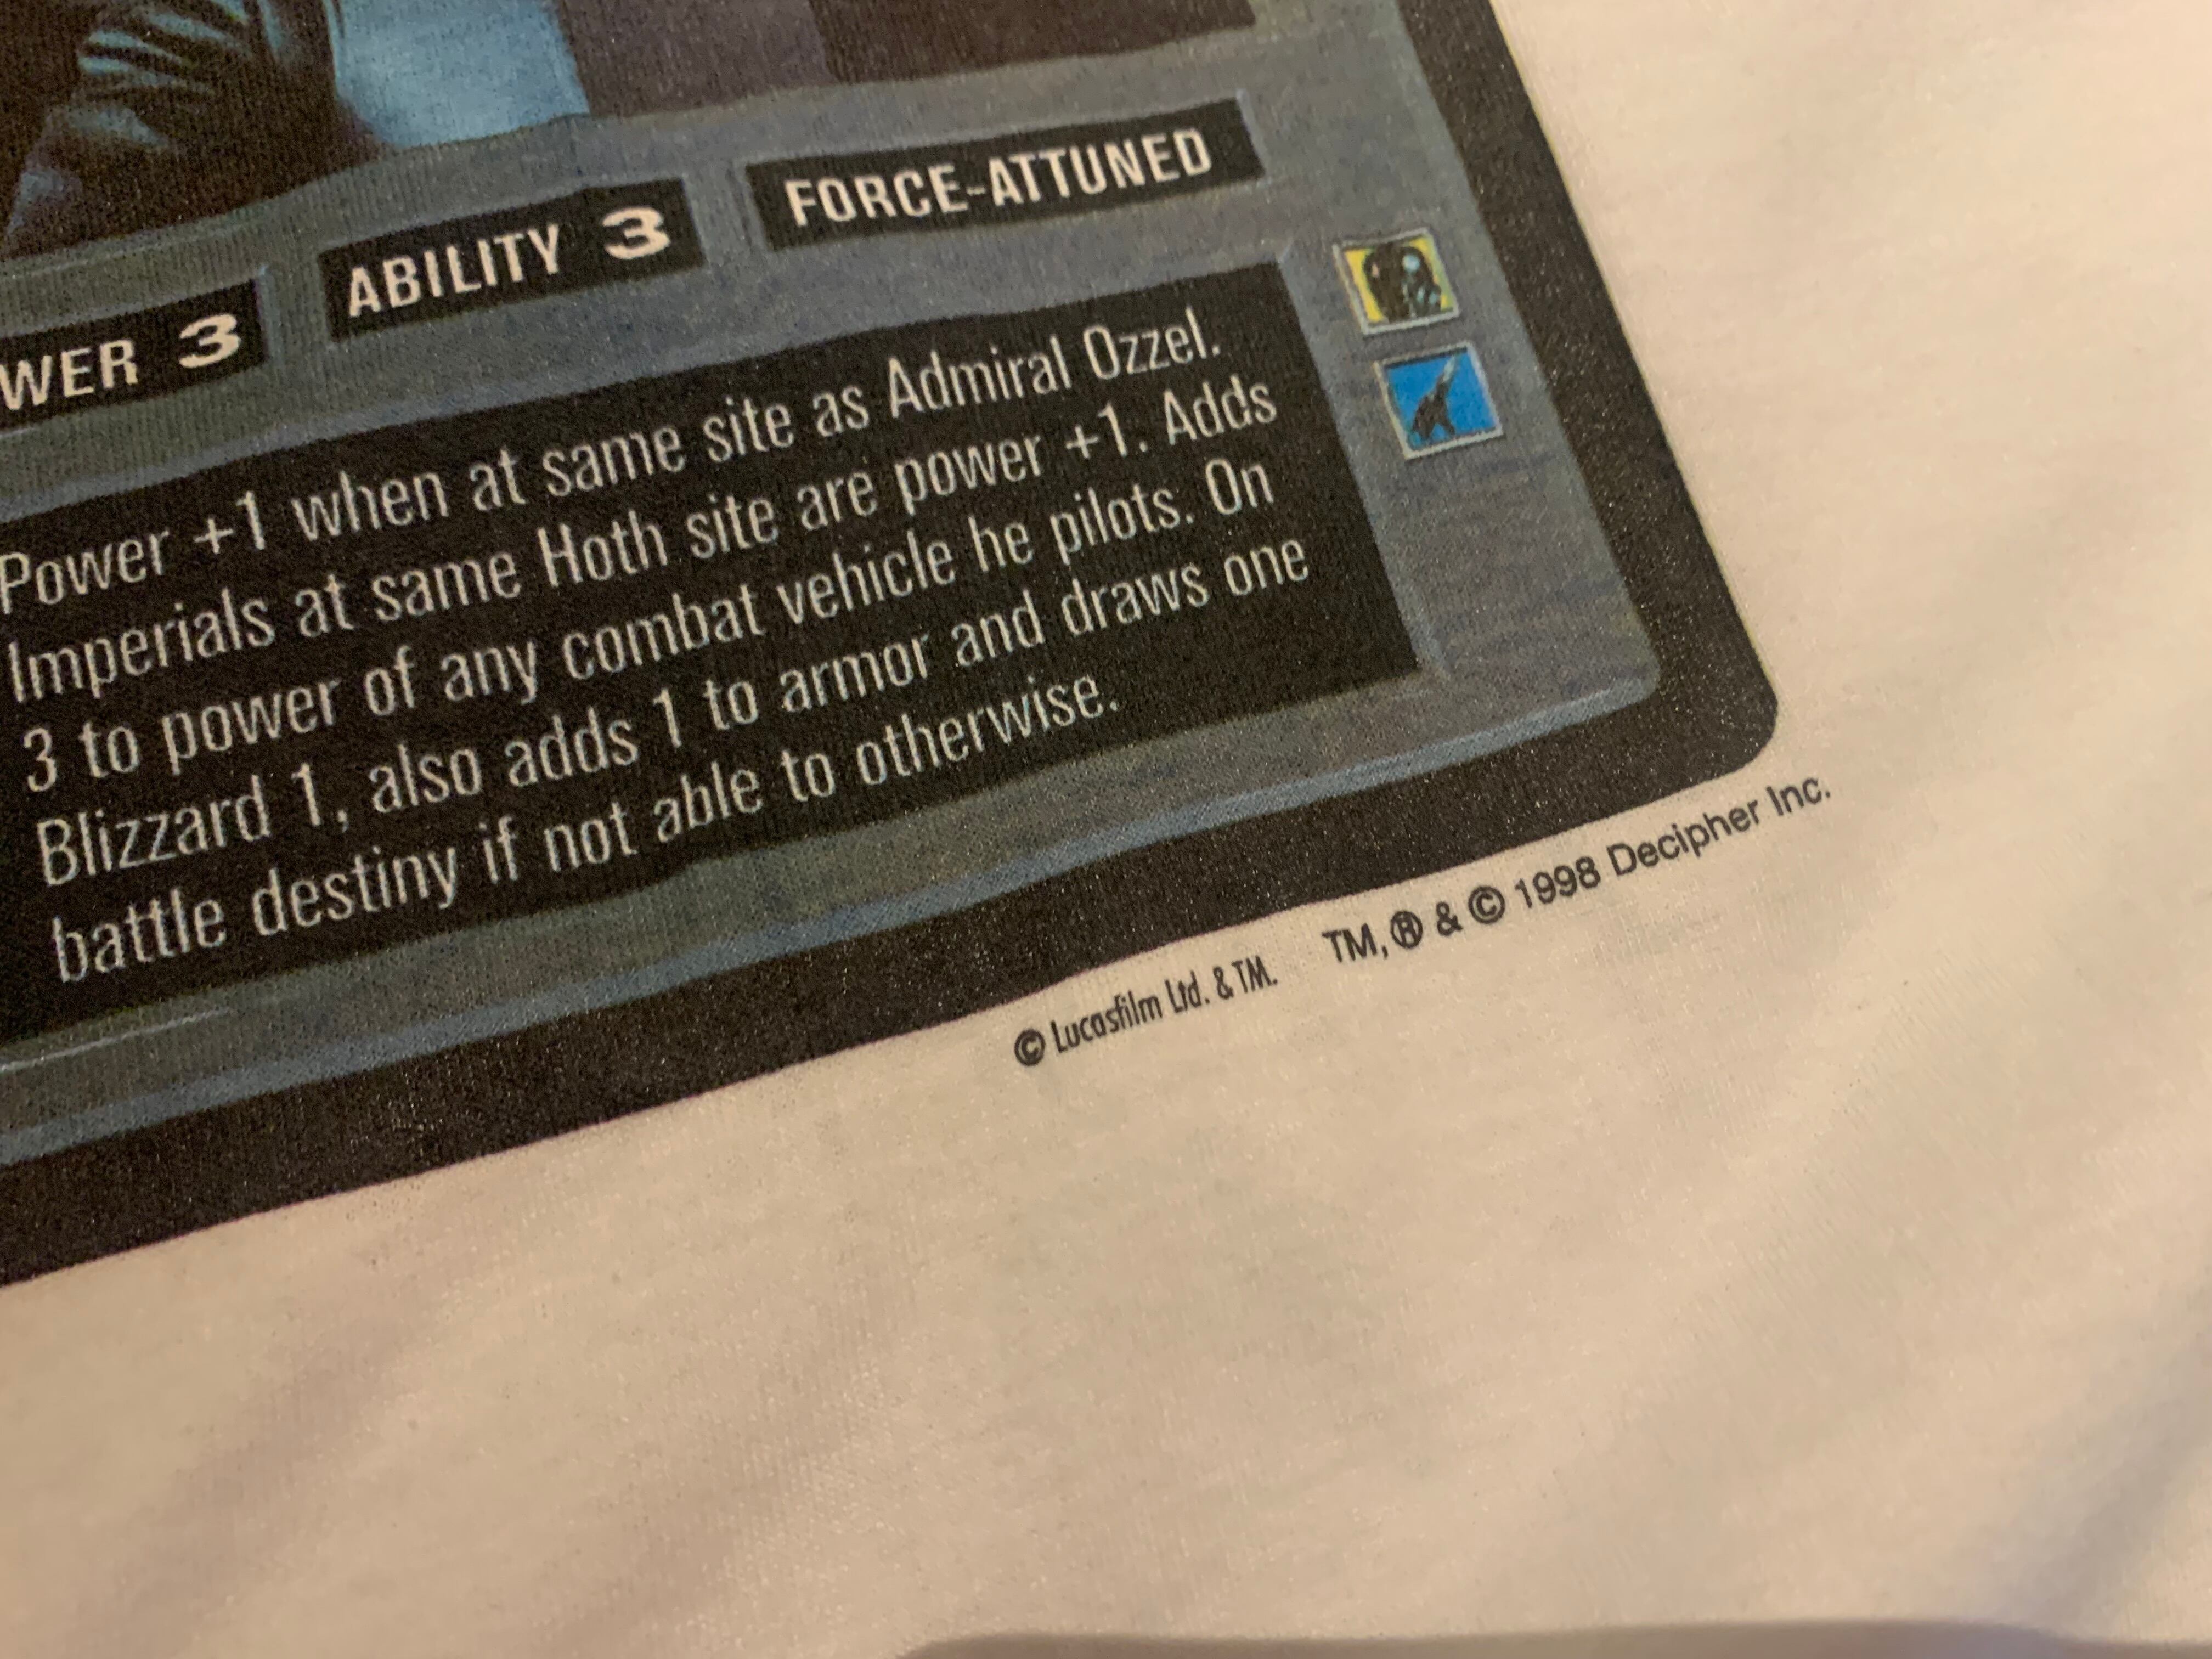 WER 3 ABILITY 3 FORCE-ATTUNED
Power +1 when at same site as Admiral Ozzel.
Imperials at same Hoth site are power +1. Adds
3 to power of any combat vehicle he pilots. On
Blizzard 1, also adds 1 to armor and draws one
battle destiny if not able to otherwise.
© Lucasfilm Ltd. & TM. TM, ® & © 1998 Decipher Inc.